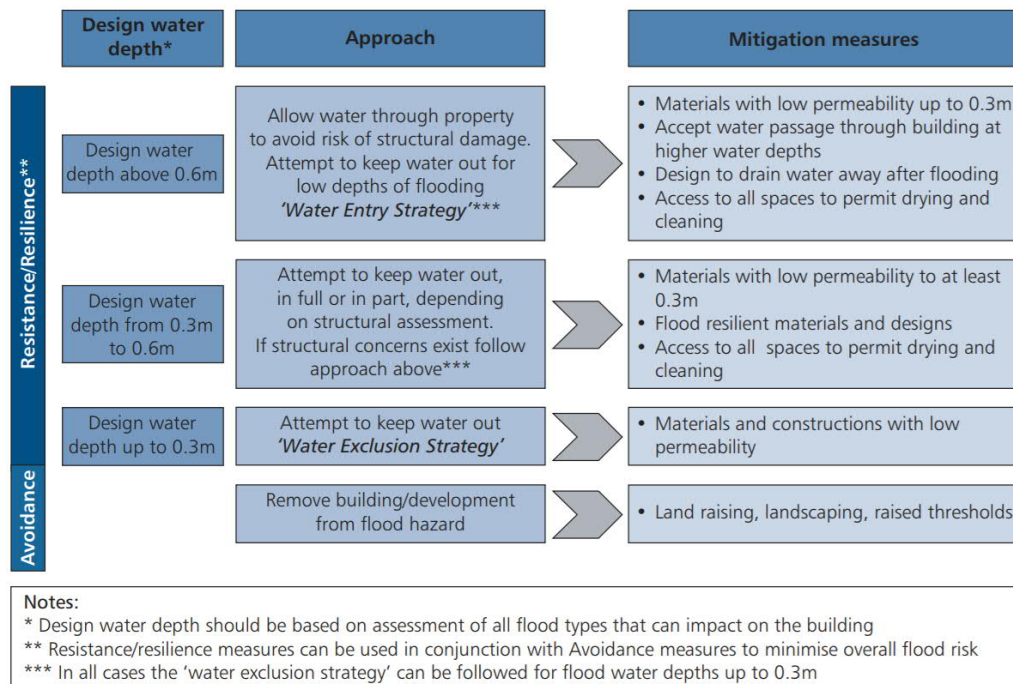 Design water
depth*
Approach
Mitigation measures
Resistance/Resilience**
Design water
depth above 0.6m
Allow water through property
to avoid risk of structural damage.
Attempt to keep water out for
low depths of flooding
'Water Entry Strategy'***
• Materials with low permeability up to 0.3m
• Accept water passage through building at
higher water depths
• Design to drain water away after flooding
• Access to all spaces to permit drying and
cleaning
Design water
depth from 0.3m
to 0.6m
Attempt to keep water out,
in full or in part, depending
on structural assessment.
If structural concerns exist follow
approach above***
• Materials with low permeability to at least
0.3m
• Flood resilient materials and designs
• Access to all spaces to permit drying and
cleaning
Design water
depth up to 0.3m
Attempt to keep water out
'Water Exclusion Strategy'
• Materials and constructions with low
permeability
Avoidance
Remove building/development
from flood hazard
• Land raising, landscaping, raised thresholds
Notes:
* Design water depth should be based on assessment of all flood types that can impact on the building
** Resistance/resilience measures can be used in conjunction with Avoidance measures to minimise overall flood risk
*** In all cases the 'water exclusion strategy' can be followed for flood water depths up to 0.3m